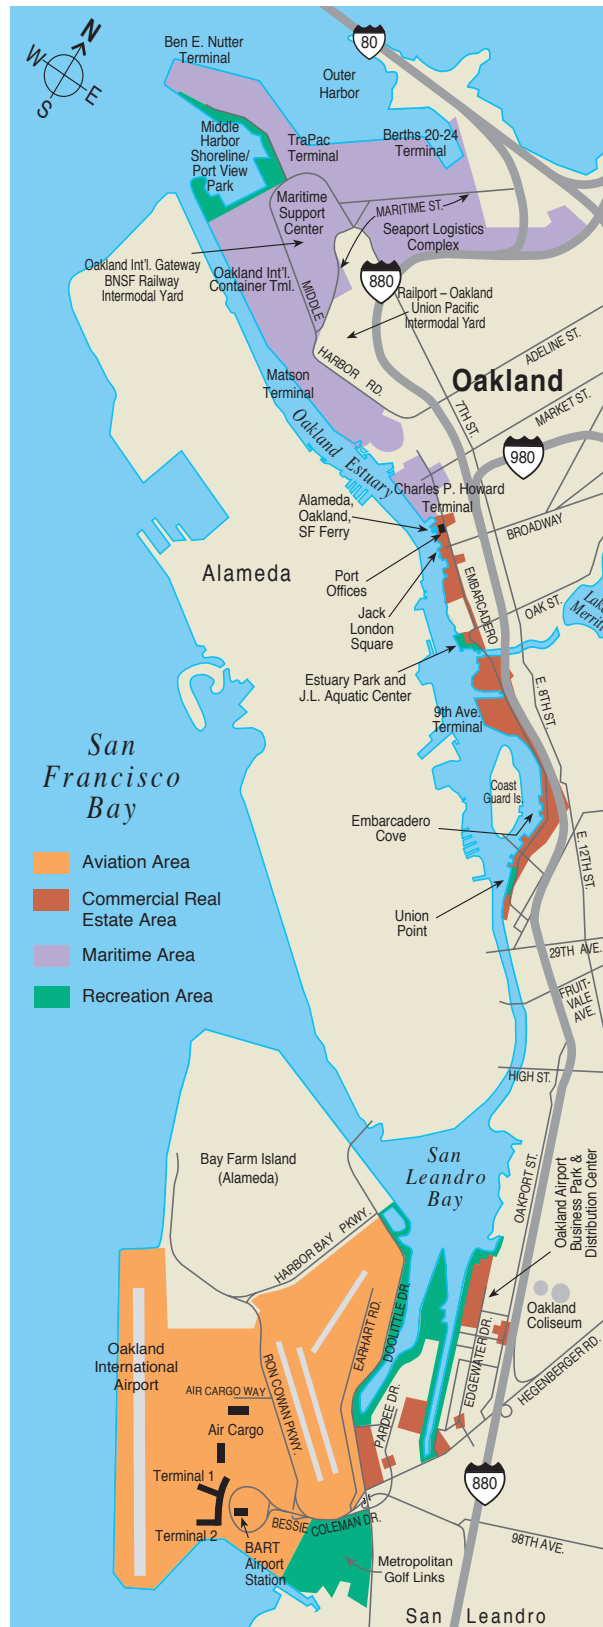 N
W
E
S
Ben E. Nutter
Terminal
80
Outer
Harbor
Middle
Harbor
Shoreline/
Port View
Park
TraPac
Terminal
Berths 20-24
Terminal
Maritime
Support
Center
MARITIME ST.
Seaport Logistics
Complex
Oakland Int'l. Gateway
BNSF Railway
Intermodal Yard
Oakland Int'l.
Container Tml.
880
MIDDLE
HARBOR RD.
Railport – Oakland
Union Pacific
Intermodal Yard
ADELINE ST.
Matson
Terminal
Oakland
7TH ST.
MARKET ST.
Oakland Estuary
980
Charles P. Howard
Terminal
Alameda,
Oakland,
SF Ferry
BROADWAY
Alameda
Port
Offices
EMBARCADERO
OAK ST.
Lake
Merritt
Jack
London
Square
Estuary Park and
J.L. Aquatic Center
E. 8TH ST.
9th Ave.
Terminal
San
Francisco
Bay
Coast
Guard Is.
Embarcadero
Cove
E. 12TH ST.
Aviation Area
Commercial Real
Estate Area
Maritime Area
Recreation Area
Union
Point
29TH AVE.
FRUIT-
VALE
AVE.
HIGH ST.
Bay Farm Island
(Alameda)
San
Leandro
Bay
OAKPORT ST.
Oakland Airport
Business Park &
Distribution Center
HARBOR BAY PKWY.
Oakland
Coliseum
Oakland
International
Airport
EARHART RD.
DOOLITTLE DR.
EDGEWATER DR.
HEGENBERGER RD.
AIR CARGO WAY
RON COWAN PKWY.
PARDEE DR.
Air Cargo
Terminal 1
880
Terminal 2
BESSIE COLEMAN DR.
BART
Airport
Station
98TH AVE.
Metropolitan
Golf Links
San Leandro